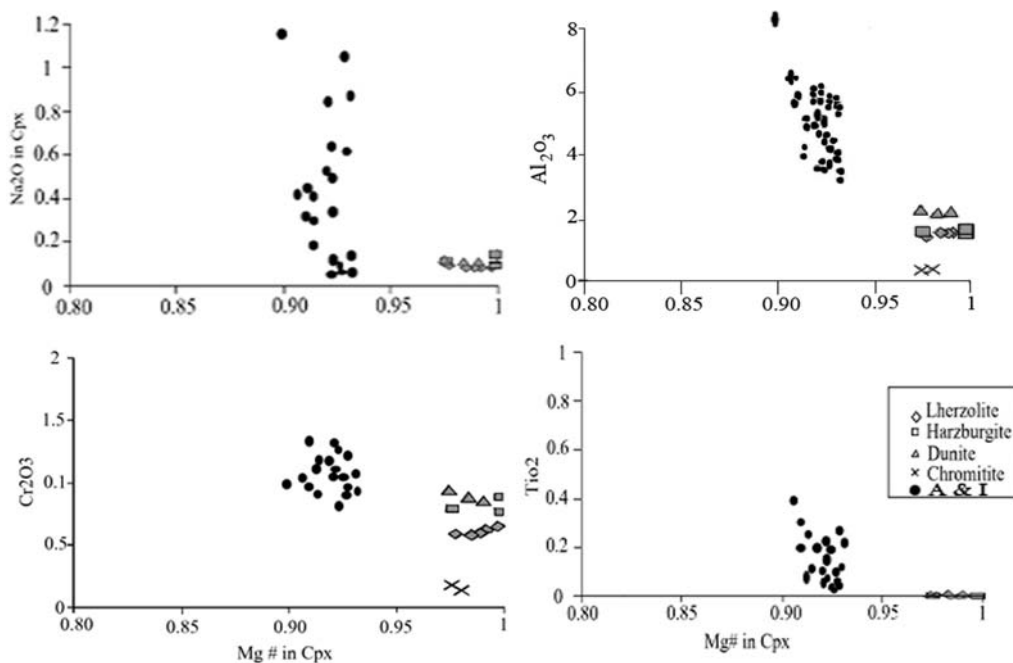 1.2
1
0.8
0.6
0.4
0.2
0
Na2O in Cpx
0.80 0.85 0.90 0.95 1
8
6
4
2
0
Al2O3
0.80 0.85 0.90 0.95 1
2
1.5
0.1
0.5
0
Cr2O3
0.80 0.85 0.90 0.95 1
Mg # in Cpx
1
0.8
0.6
0.4
0.2
0
Tio2
0.80 0.85 0.90 0.95 1
Mg# in Cpx
Lherzolite
Harzburgite
Dunite
Chromitite
A & I